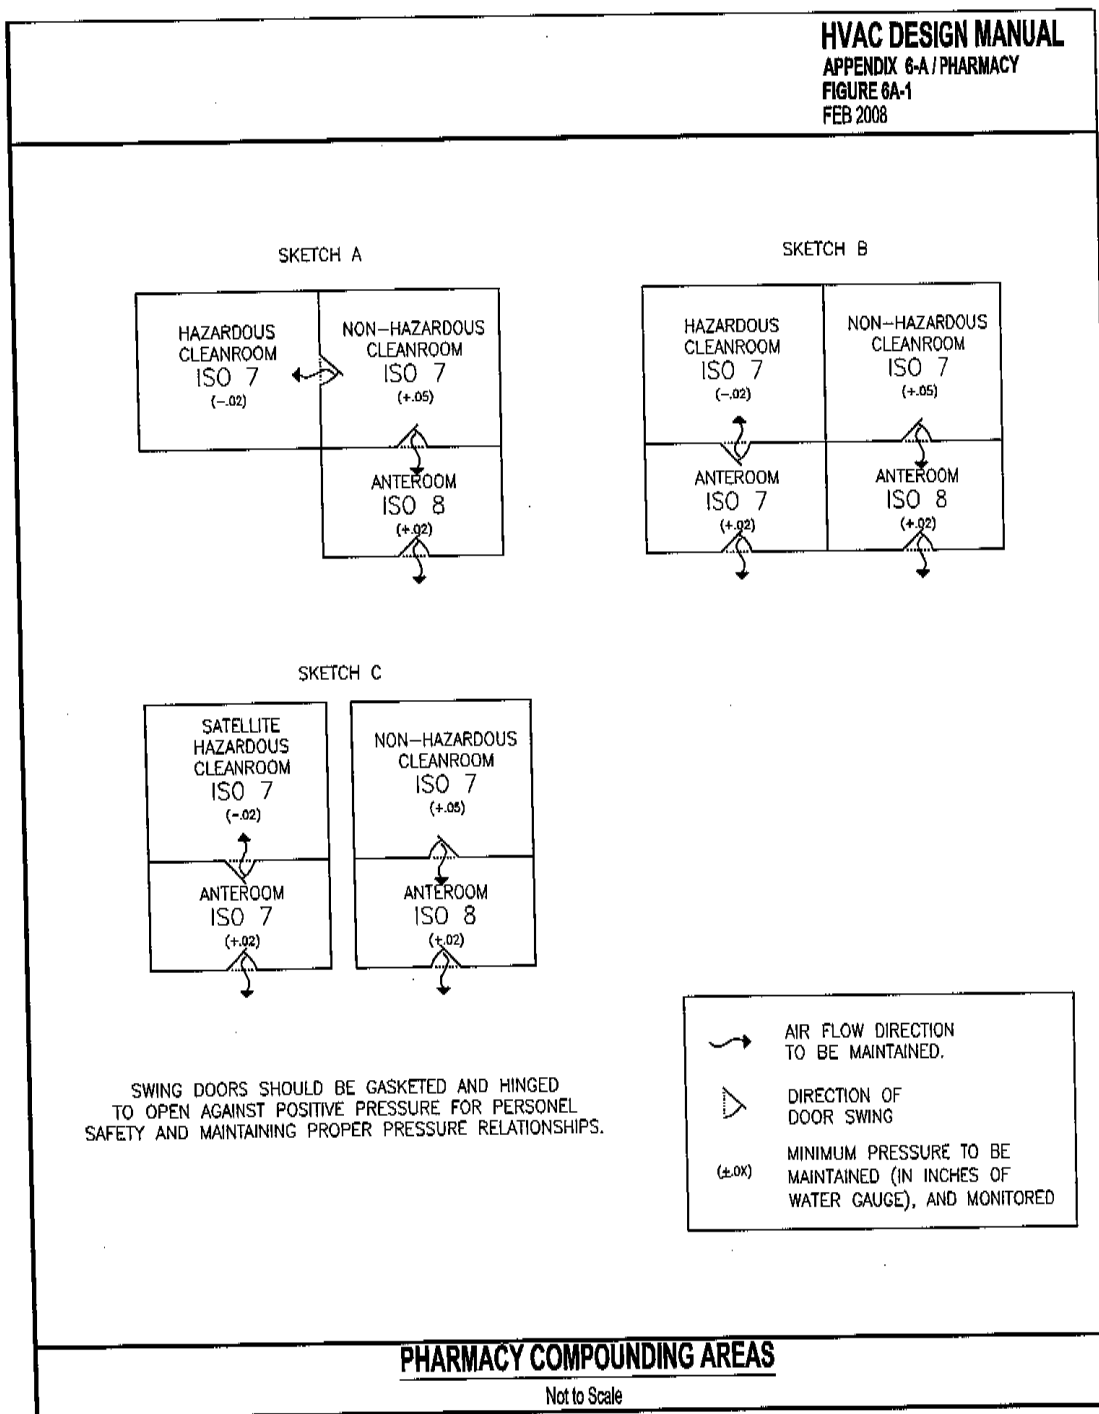 HVAC DESIGN MANUAL
APPENDIX 6-A / PHARMACY
FIGURE 6A-1
FEB 2008
SKETCH A
HAZARDOUS
CLEANROOM
ISO 7
(-.02)
NON-HAZARDOUS
CLEANROOM
ISO 7
(+.05)
ANTEROOM
ISO 8
(+.02)
SKETCH B
HAZARDOUS
CLEANROOM
ISO 7
(-.02)
NON-HAZARDOUS
CLEANROOM
ISO 7
(+.05)
ANTEROOM
ISO 7
(+.02)
ANTEROOM
ISO 8
(+.02)
SKETCH C
SATELLITE
HAZARDOUS
CLEANROOM
ISO 7
(-.02)
NON-HAZARDOUS
CLEANROOM
ISO 7
(+.05)
ANTEROOM
ISO 7
(+.02)
ANTEROOM
ISO 8
(+.02)
SWING DOORS SHOULD BE GASKETED AND HINGED
TO OPEN AGAINST POSITIVE PRESSURE FOR PERSONEL
SAFETY AND MAINTAINING PROPER PRESSURE RELATIONSHIPS.
AIR FLOW DIRECTION
TO BE MAINTAINED.
DIRECTION OF
DOOR SWING
(±.0X)
MINIMUM PRESSURE TO BE
MAINTAINED (IN INCHES OF
WATER GAUGE), AND MONITORED
PHARMACY COMPOUNDING AREAS
Not to Scale